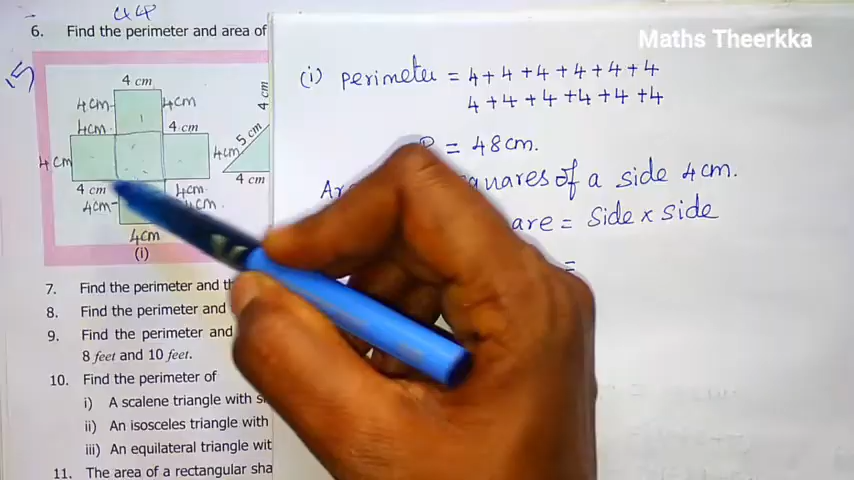 44
6. Find the perimeter and area of
Maths Theerkka
15
4 cm
4cm 4cm
4cm 4 cm
4cm
4 cm 4cm
4cm 4cm
4cm
(i)
4 cm
5 cm
4cm
4 cm
(i) perimeter = 4+4+4+4+4+4
4+4+4+4+4+4
P = 48cm.
quares of a side 4cm.
are = side x side
=
7. Find the perimeter and
8. Find the perimeter and
9. Find the perimeter and
8 feet and 10 feet.
10. Find the perimeter of
i) A scalene triangle with
ii) An isosceles triangle with
iii) An equilateral triangle wit
11. The area of a rectangular sha